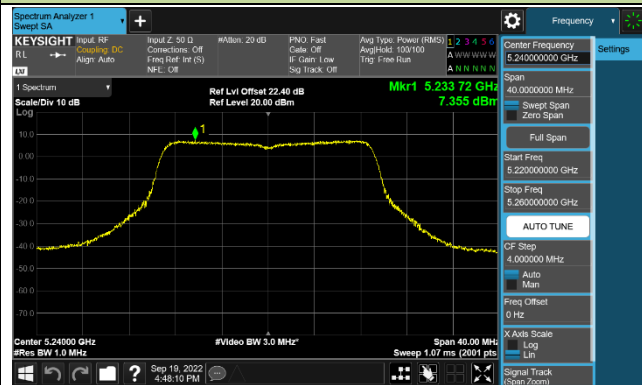 Spectrum Analyzer 1
Swept SA
Frequency
KEYSIGHT
Input: RF
Input Z: 50 Ω
#Atten: 20 dB
PNO: Fast
Avg Type: Power (RMS)
1 2 3 4 5 6
RL
Coupling: DC
Corrections: Off
Gate: Off
Avg|Hold: 100/100
A W W W W W
Align: Auto
Freq Ref: Int (S)
IF Gain: Low
Trig: Free Run
NFE: Off
Sig Track: Off
A N N N N N
LXI
1 Spectrum
Ref Lvl Offset 22.40 dB
Mkr1 5.233 72 GHz
Scale/Div 10 dB
Ref Level 20.00 dBm
7.355 dBm
Log
1
10.0
0.00
-10.0
-20.0
-30.0
-40.0
-50.0
-60.0
-70.0
Center 5.24000 GHz
#Video BW 3.0 MHz*
Span 40.00 MHz
#Res BW 1.0 MHz
Sweep 1.07 ms (2001 pts)
Sep 19, 2022
4:48:10 PM
Center Frequency
5.240000000 GHz
Settings
Span
40.0000000 MHz
Swept Span
Zero Span
Full Span
Start Freq
5.220000000 GHz
Stop Freq
5.260000000 GHz
AUTO TUNE
CF Step
4.000000 MHz
Auto
Man
Freq Offset
0 Hz
X Axis Scale
Log
Lin
Signal Track
(Span Zoom)